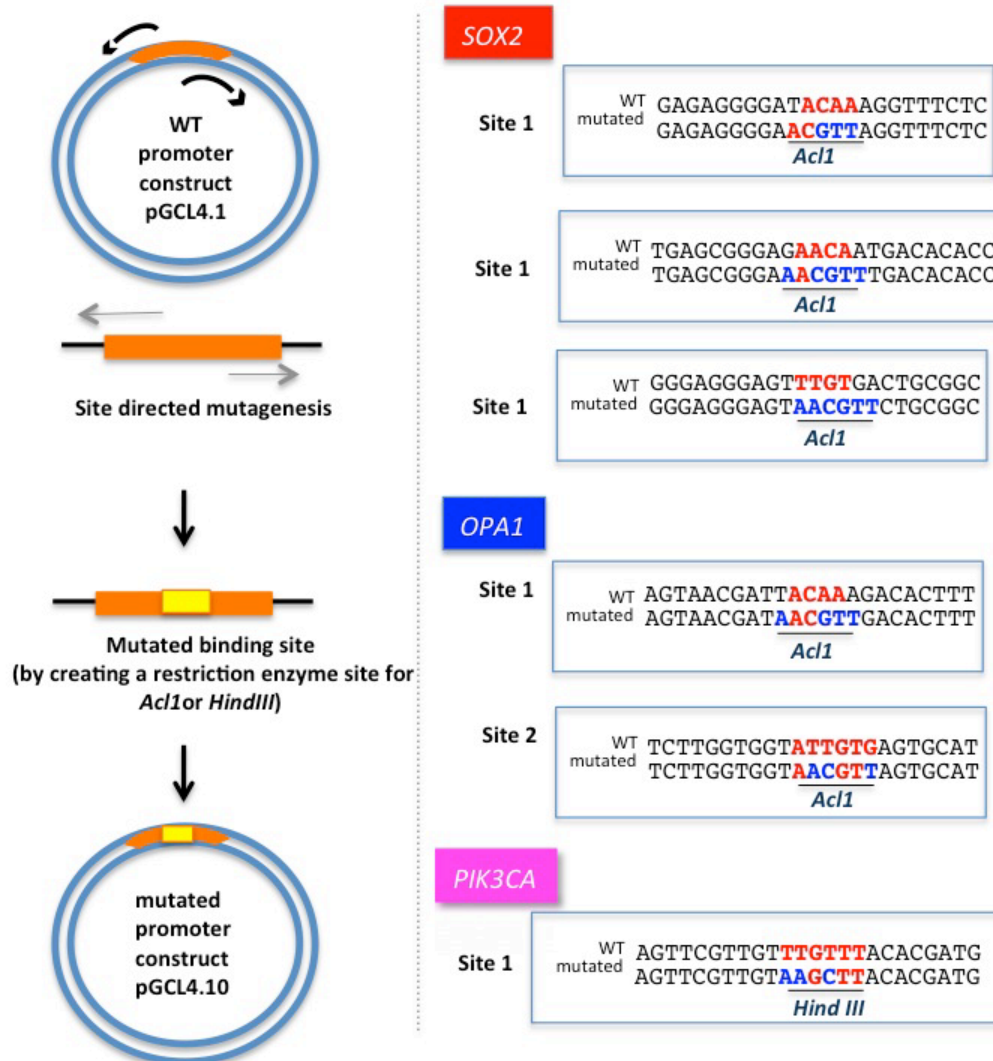 WT
promoter
construct
pGCL4.1
Site directed mutagenesis
Mutated binding site
(by creating a restriction enzyme site for
Acl1or HindIII)
mutated
promoter
construct
pGCL4.10
SOX2
Site 1
WT GAGAGGGGATACAAAGGTTTCTC
mutated GAGAGGGGAACGTTAGGTTTCTC
Acl1
Site 1
WT TGAGCGGGAGAACAATGACACACC
mutated TGAGCGGGAAACGTTTGACACACC
Acl1
Site 1
WT GGGAGGGAGTTTGTGACTGCGGC
mutated GGGAGGGAGTAACGTTCTGCGGC
Acl1
OPA1
Site 1
WT AGTAACGATTACAAAGACACTTT
mutated AGTAACGATAACGTTGACACTTT
Acl1
Site 2
WT TCTTGGTGGTATTGTGAGTGCAT
mutated TCTTGGTGGTAACGTTAGTGCAT
Acl1
PIK3CA
Site 1
WT AGTTCGTTGTTTGTTTACACGATG
mutated AGTTCGTTGTAAGCTTACACGATG
Hind III